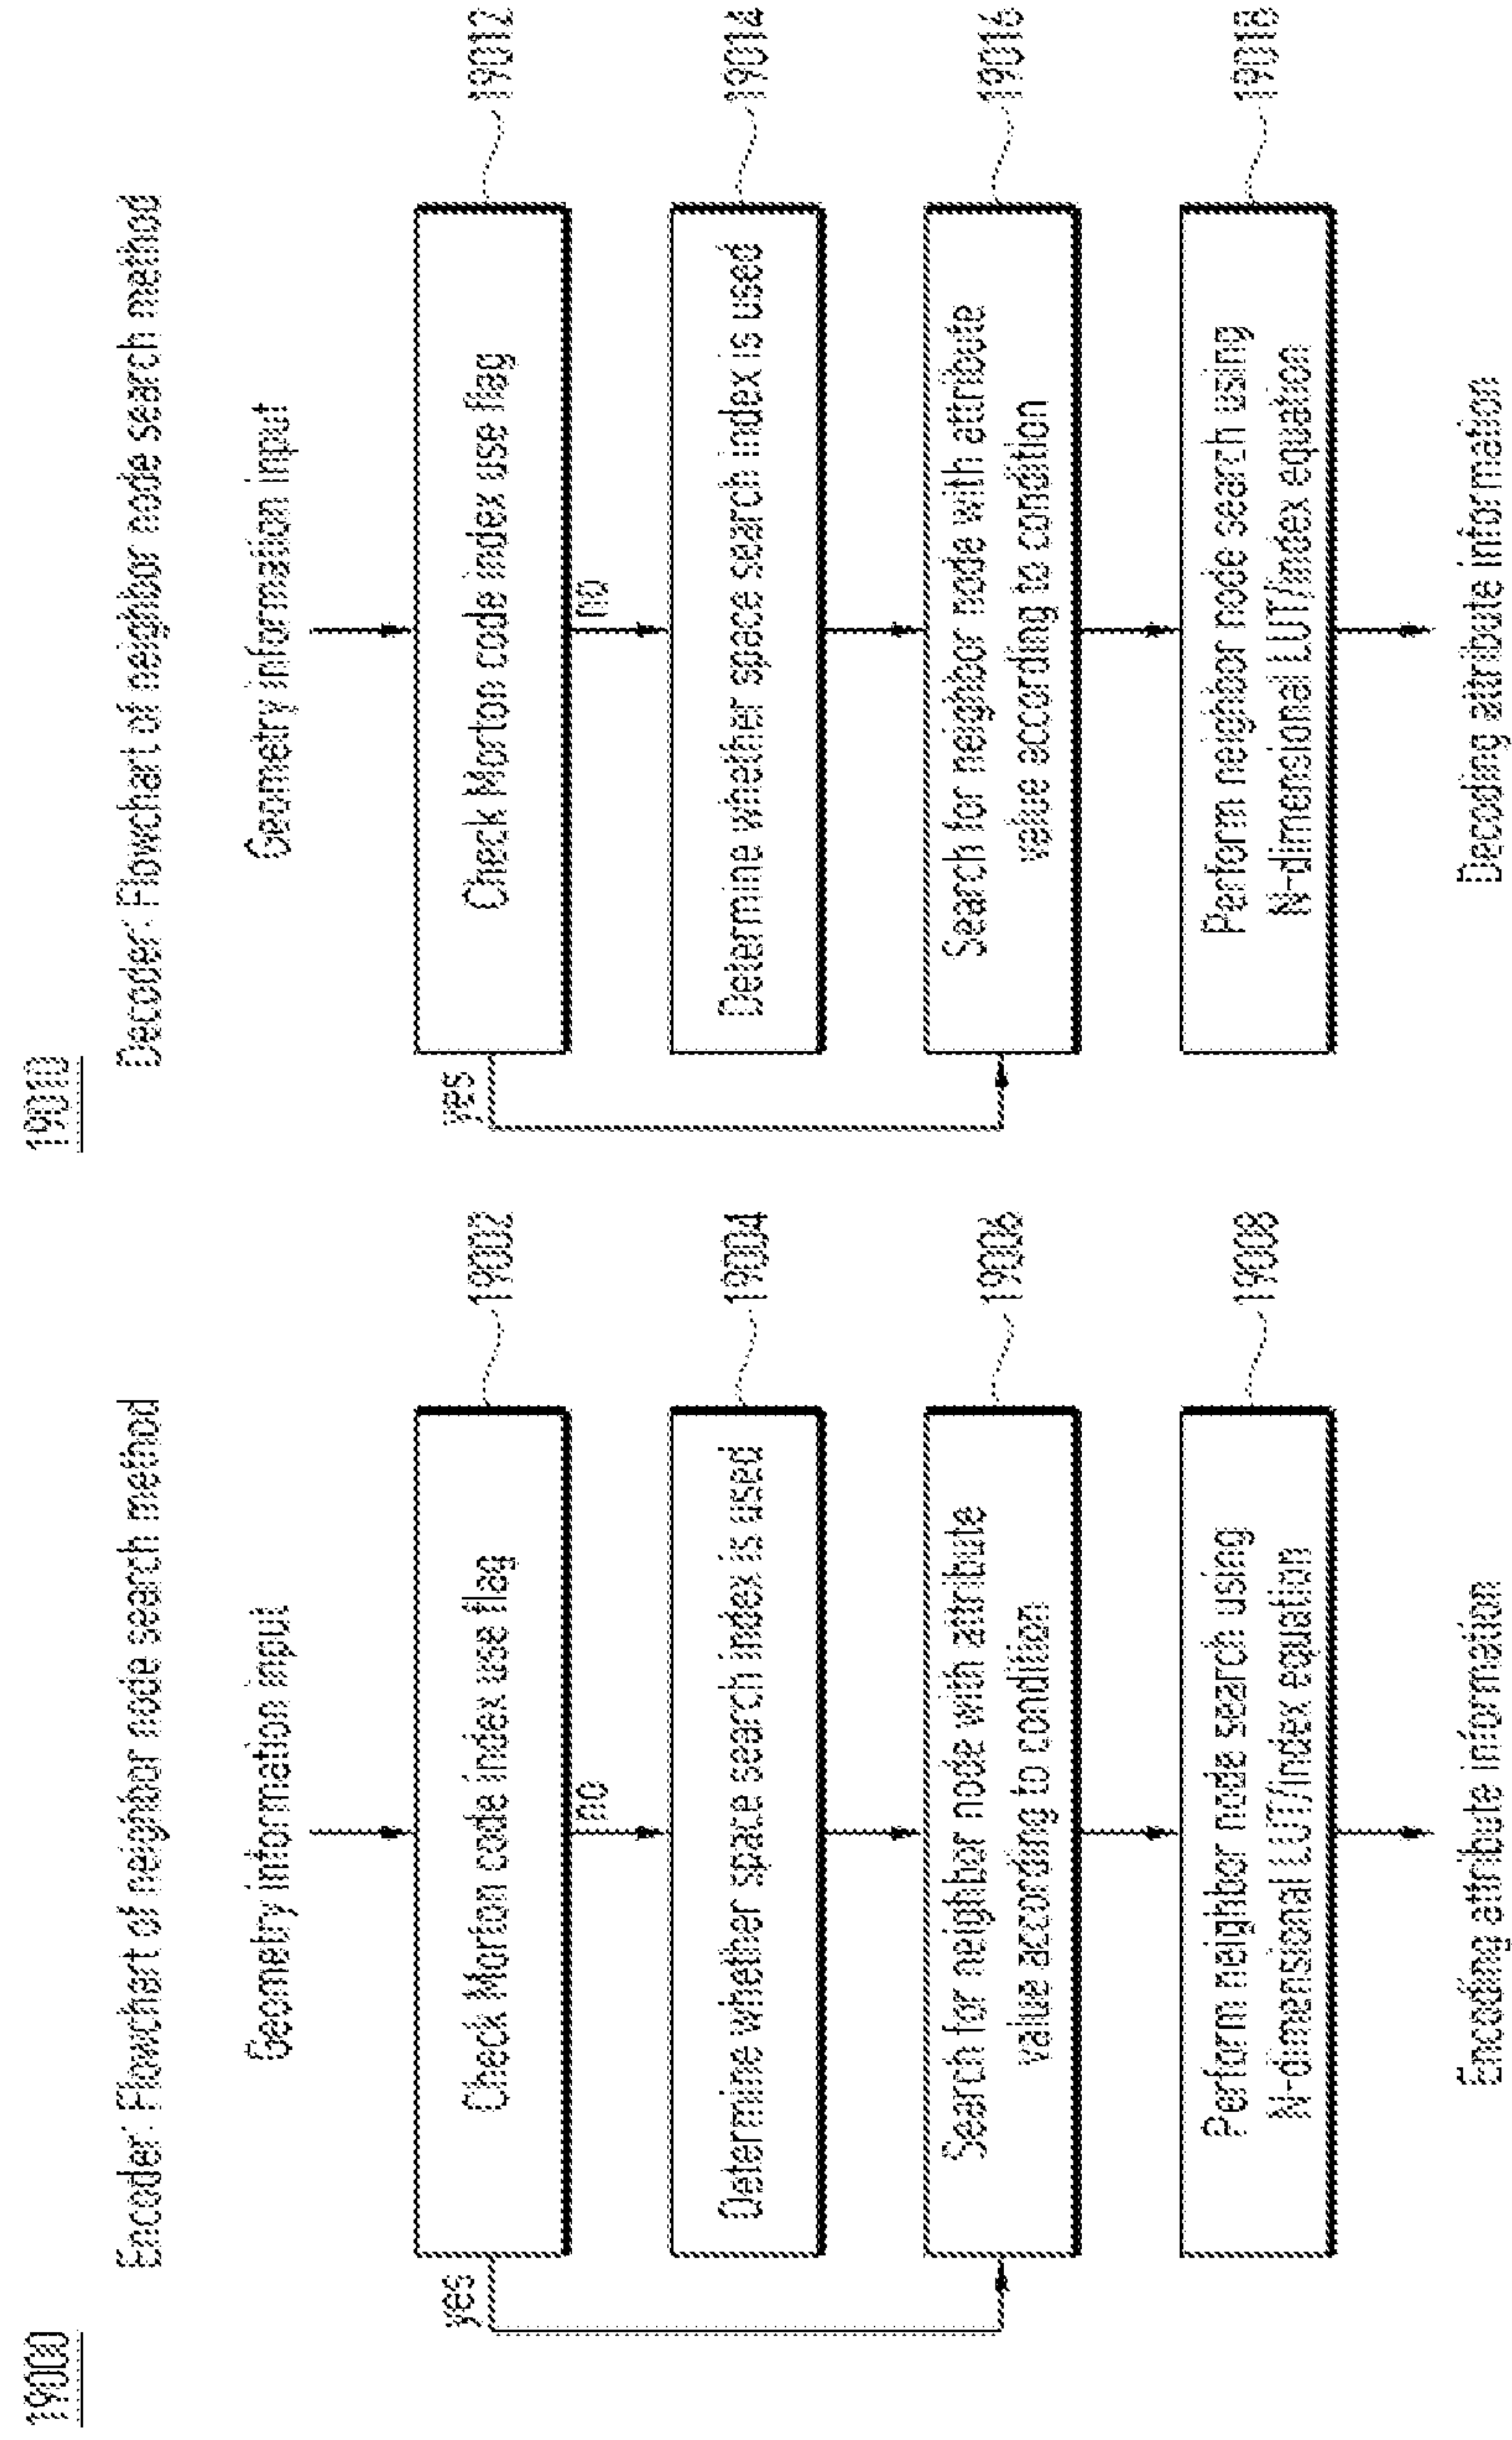 19000
Encoder: Flowchart of neighbor node search method
Geometry information input
Check Morton code index use flag
19002
yes
no
Determine whether space search index is used
19004
Search for neighbor node with attribute
value according to condition
19006
Perform neighbor node search using
N-dimensional LUT/index equation
19008
Encoding attribute information
19010
Decoder: Flowchart of neighbor node search method
Geometry information input
Check Morton code index use flag
19012
yes
no
Determine whether space search index is used
19014
Search for neighbor node with attribute
value according to condition
19016
Perform neighbor node search using
N-dimensional LUT/index equation
19018
Decoding attribute information